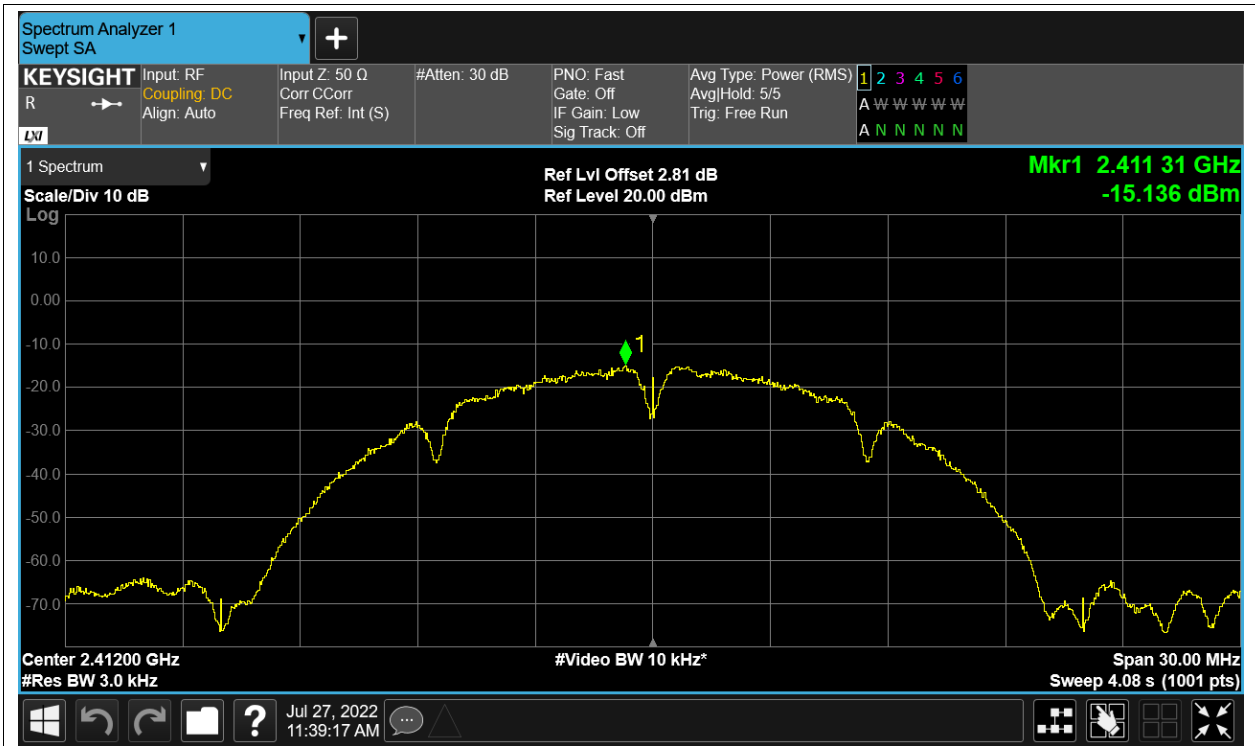 Spectrum Analyzer 1
Swept SA
KEYSIGHT
R
LXI
Input: RF
Coupling: DC
Align: Auto
Input Z: 50 Ω
Corr CCorr
Freq Ref: Int (S)
#Atten: 30 dB
PNO: Fast
Gate: Off
IF Gain: Low
Sig Track: Off
Avg Type: Power (RMS)
Avg|Hold: 5/5
Trig: Free Run
1 2 3 4 5 6
A W W W W W
A N N N N N
1 Spectrum
Scale/Div 10 dB
Log
Ref Lvl Offset 2.81 dB
Ref Level 20.00 dBm
Mkr1 2.411 31 GHz
-15.136 dBm
10.0
0.00
-10.0
-20.0
-30.0
-40.0
-50.0
-60.0
-70.0
1
Center 2.41200 GHz
#Res BW 3.0 kHz
#Video BW 10 kHz*
Span 30.00 MHz
Sweep 4.08 s (1001 pts)
?
Jul 27, 2022
11:39:17 AM